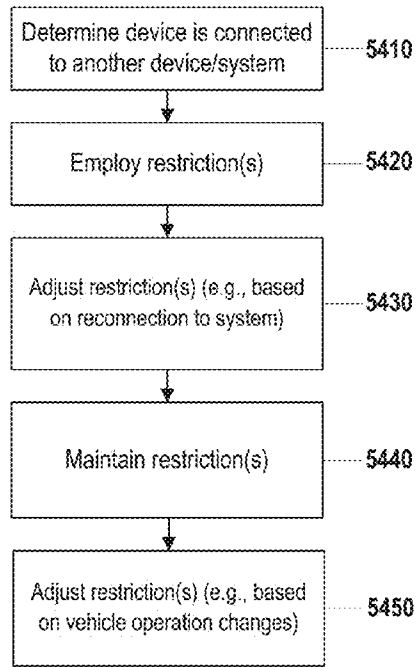 Determine device is connected
to another device/system
5410
Employ restriction(s)
5420
Adjust restriction(s) (e.g., based
on reconnection to system)
5430
Maintain restriction(s)
5440
Adjust restriction(s) (e.g., based
on vehicle operation changes)
5450